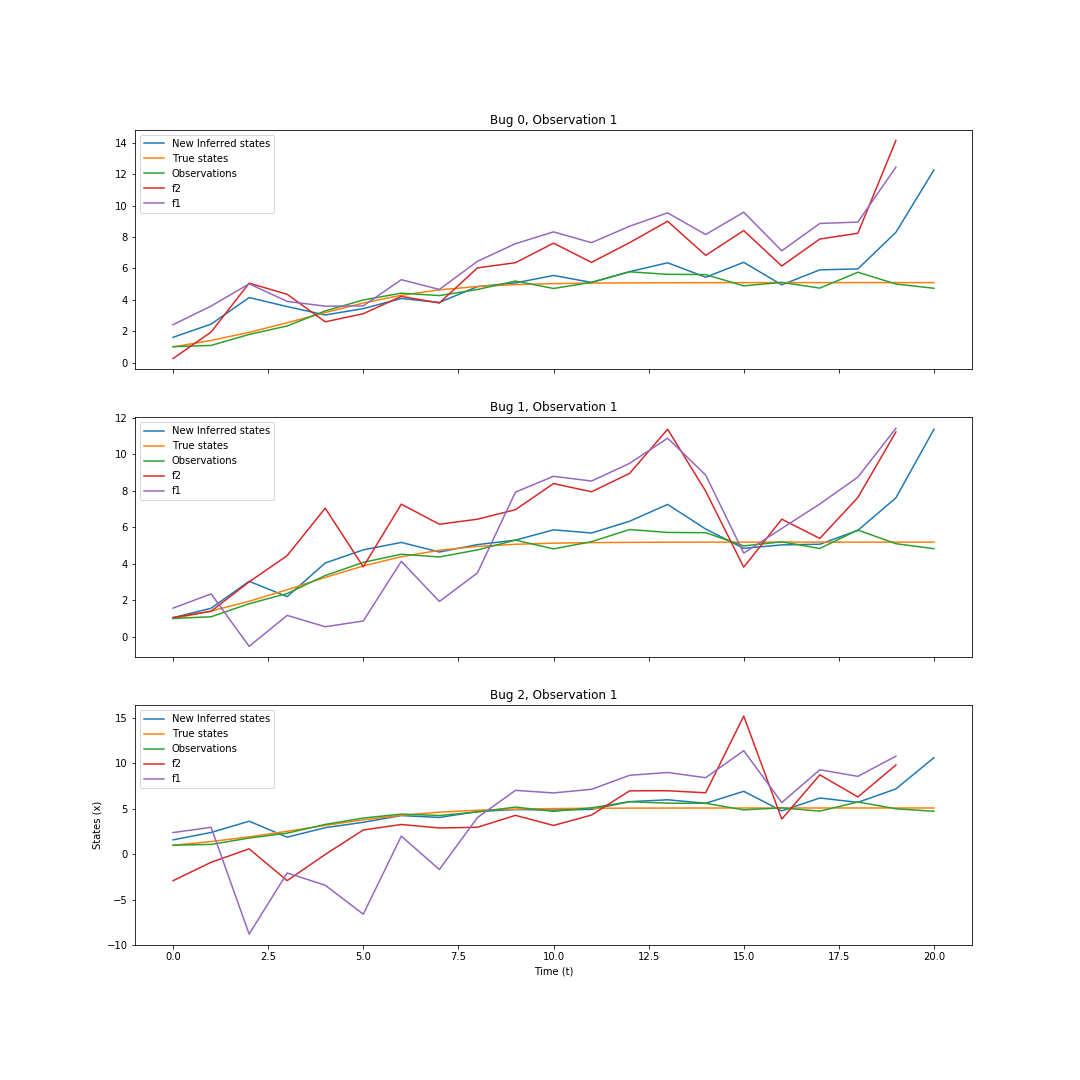 Bug 0, Observation 1
14
12
10
8
6
4
2
0
New Inferred states
True states
Observations
f2
f1
Bug 1, Observation 1
12
10
8
6
4
2
0
New Inferred states
True states
Observations
f2
f1
Bug 2, Observation 1
15
10
5
0
−5
−10
States (x)
New Inferred states
True states
Observations
f2
f1
0.0 2.5 5.0 7.5 10.0 12.5 15.0 17.5 20.0
Time (t)